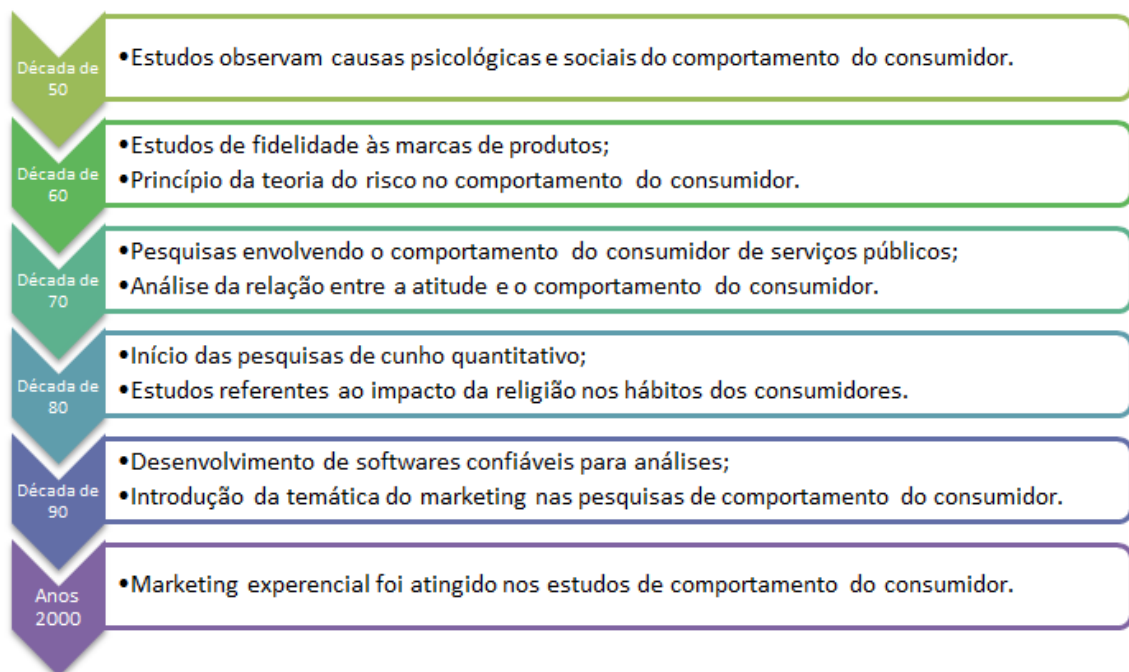 Década de
50
•Estudos observam causas psicológicas e sociais do comportamento do consumidor.
Década de
60
•Estudos de fidelidade às marcas de produtos;
•Princípio da teoria do risco no comportamento do consumidor.
Década de
70
•Pesquisas envolvendo o comportamento do consumidor de serviços públicos;
•Análise da relação entre a atitude e o comportamento do consumidor.
Década de
80
•Início das pesquisas de cunho quantitativo;
•Estudos referentes ao impacto da religião nos hábitos dos consumidores.
Década de
90
•Desenvolvimento de softwares confiáveis para análises;
•Introdução da temática do marketing nas pesquisas de comportamento do consumidor.
Anos
2000
•Marketing experencial foi atingido nos estudos de comportamento do consumidor.